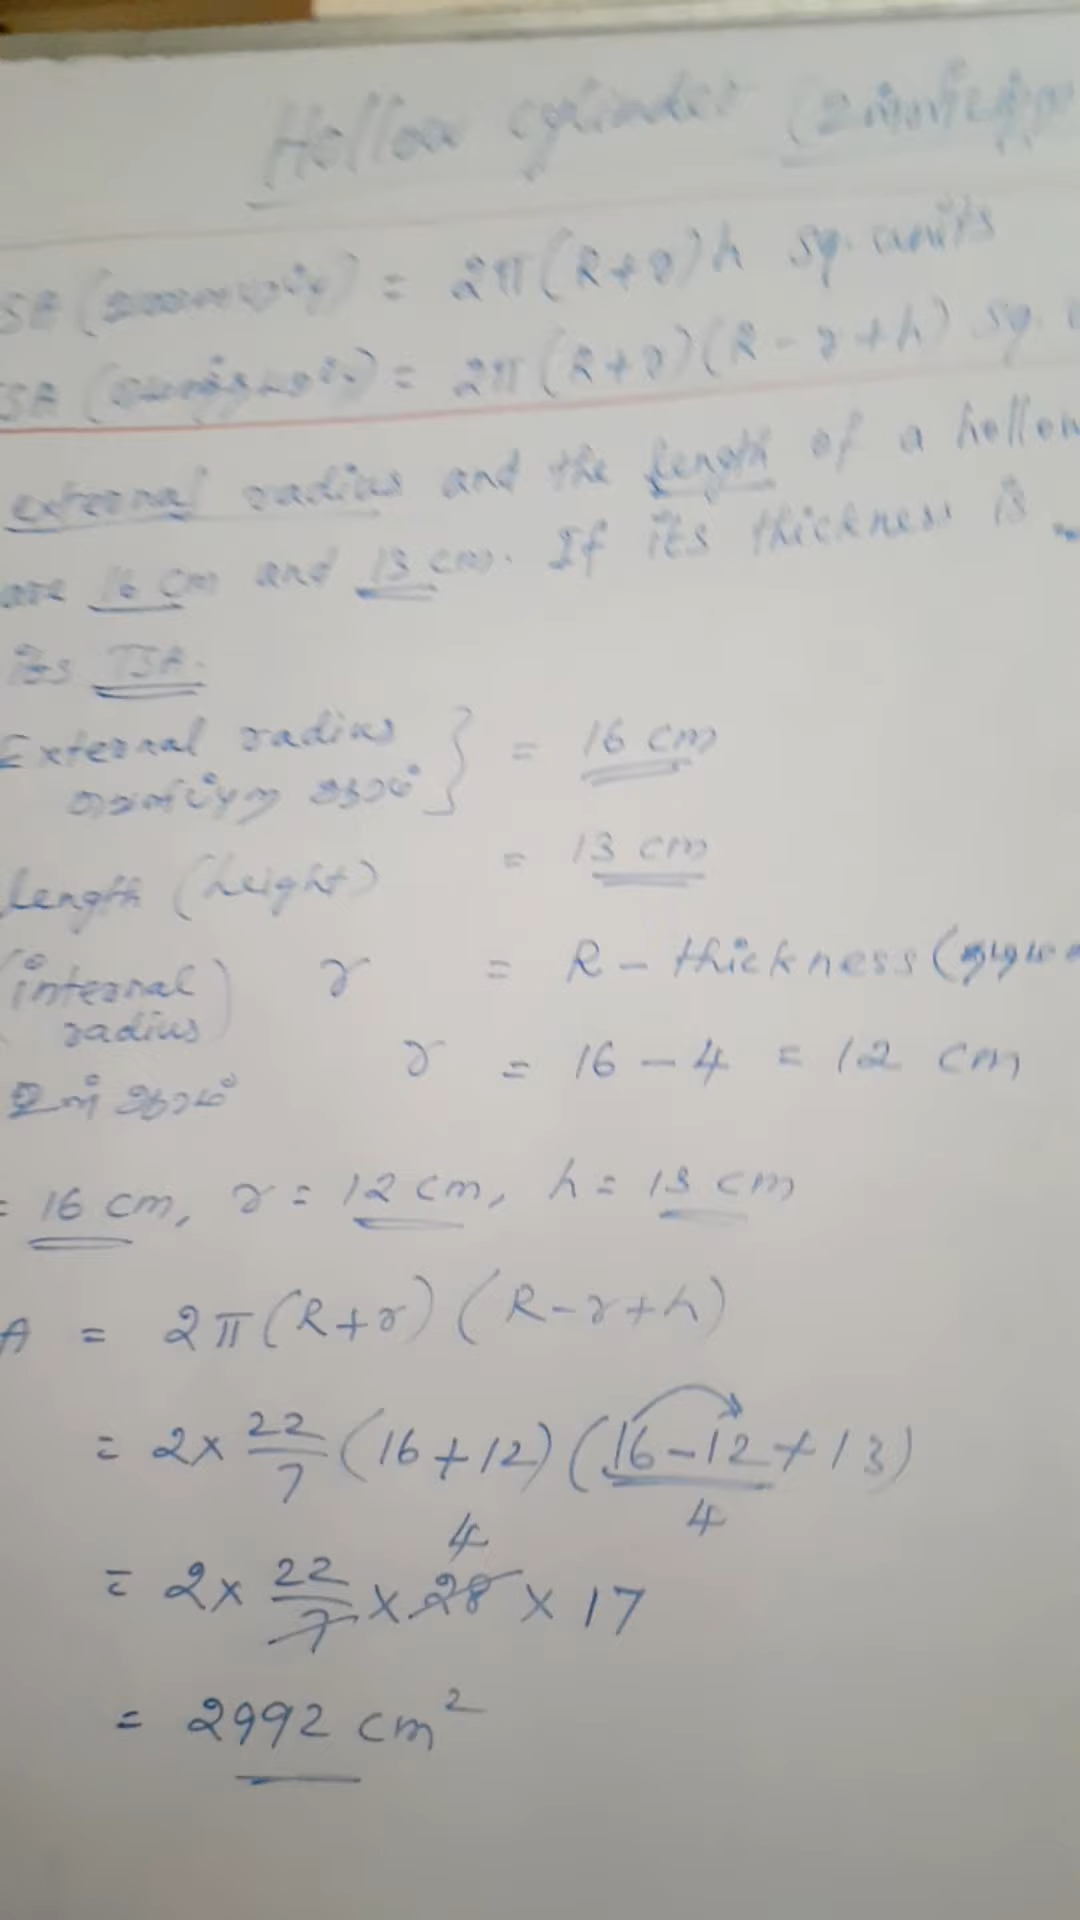 Hollow cylinder
= 2π(R+r)h sq. units
= 2π(R+r)(R-r+h) sq.
external radius and the length of a hollow
are 16 cm and 13 cm. If its thickness is
its TSA.
External radius } = 16 cm
வெளிப்புற ஆரம்
length (height) = 13 cm
(internal radius) r = R - thickness
r = 16 - 4 = 12 cm
உள் ஆரம்
= 16 cm, r = 12 cm, h = 13 cm
A = 2π(R+r)(R-r+h)
= 2 × 22/7 (16+12)(16-12+13)
4
4
= 2 × 22/7 × 28 × 17
= 2992 cm²